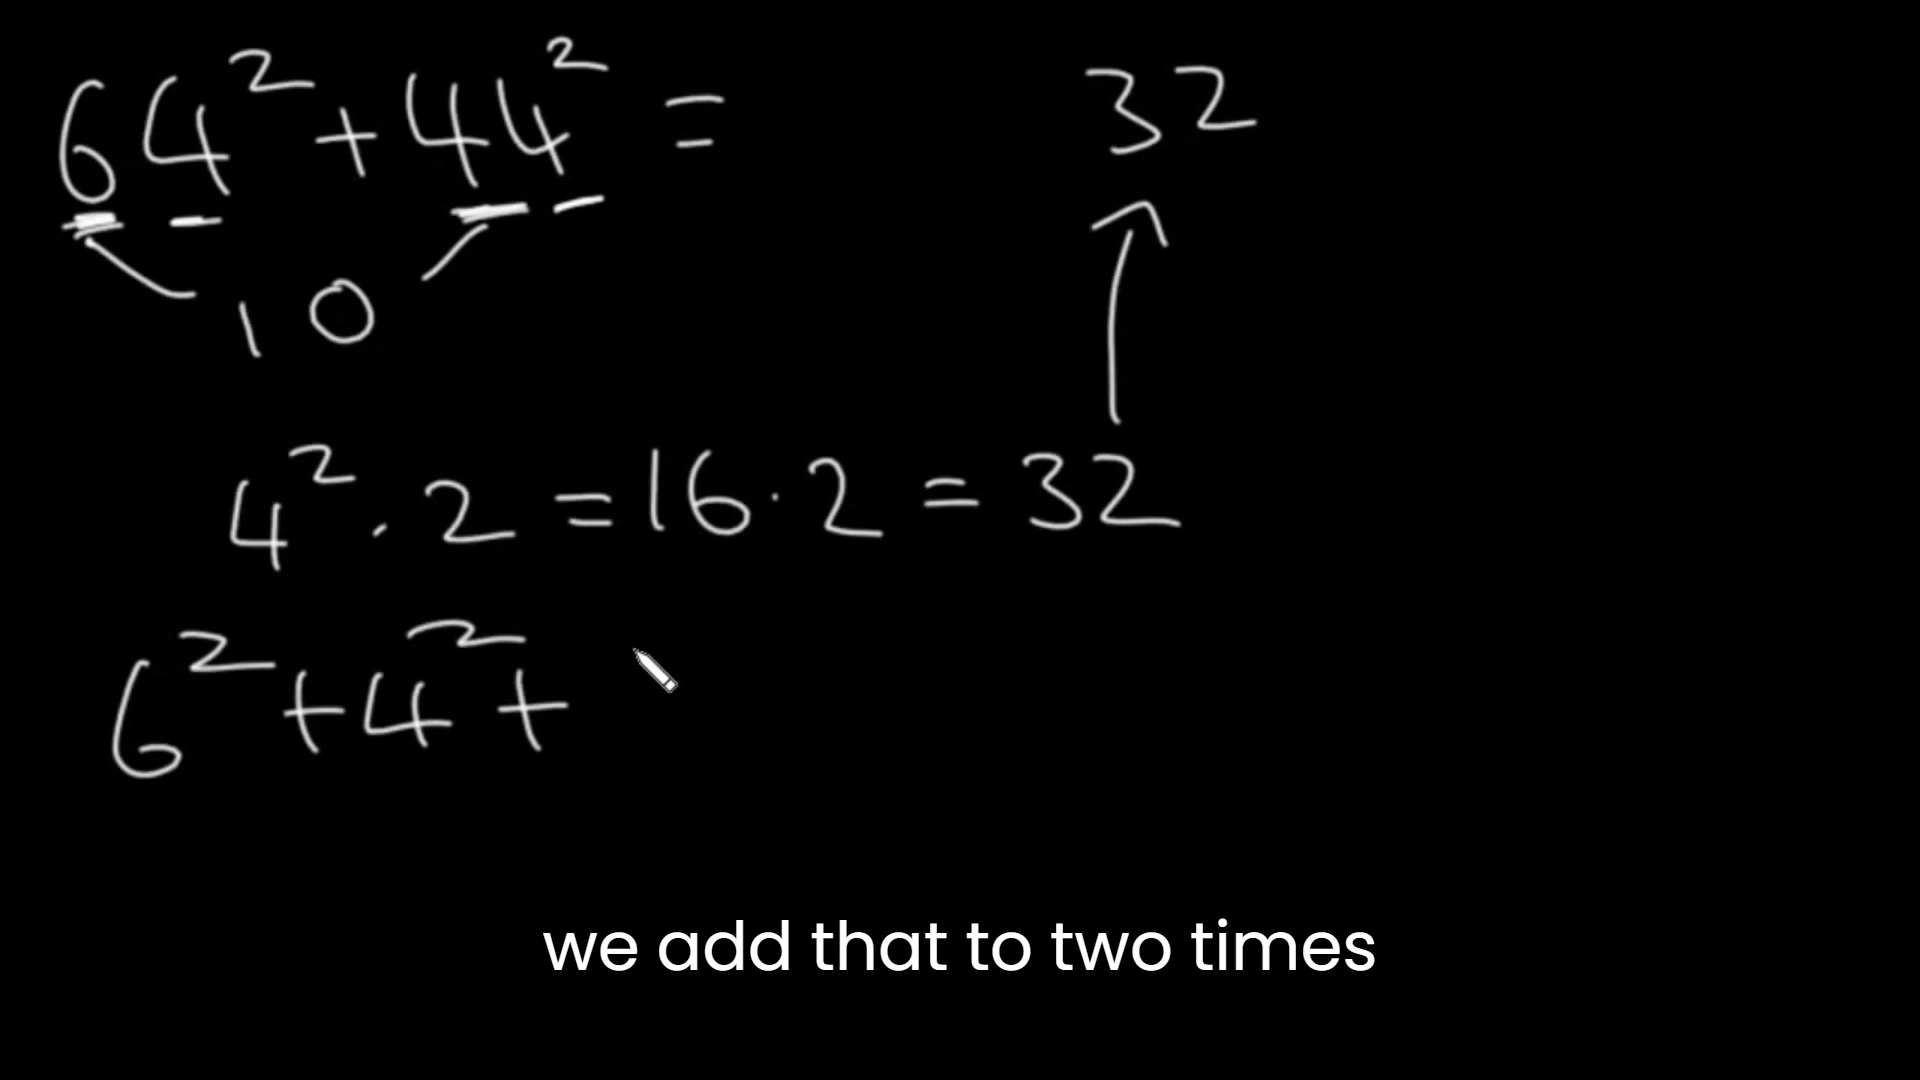 64² + 44² = 32
10
4² · 2 = 16 · 2 = 32
6² + 4² +
we add that to two times